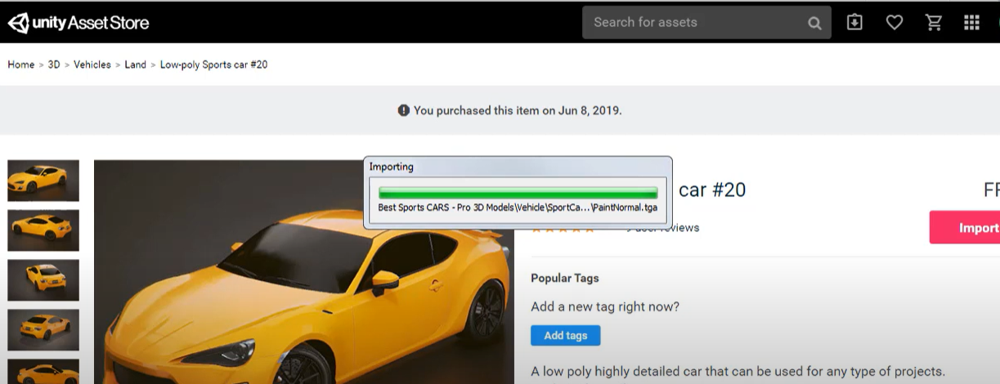 unity Asset Store
Search for assets
Home > 3D > Vehicles > Land > Low-poly Sports car #20
You purchased this item on Jun 8, 2019.
Importing
Best Sports CARS - Pro 3D Models\Vehicle\SportCa...\PaintNormal.tga
car #20
Import
reviews
Popular Tags
Add a new tag right now?
Add tags
A low poly highly detailed car that can be used for any type of projects.